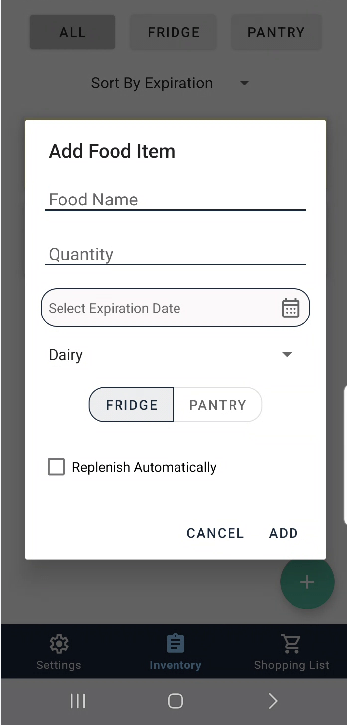 ALL FRIDGE PANTRY
Sort By Expiration
Add Food Item
Food Name
Quantity
Select Expiration Date
Dairy
FRIDGE PANTRY
Replenish Automatically
CANCEL ADD
Settings Inventory Shopping List